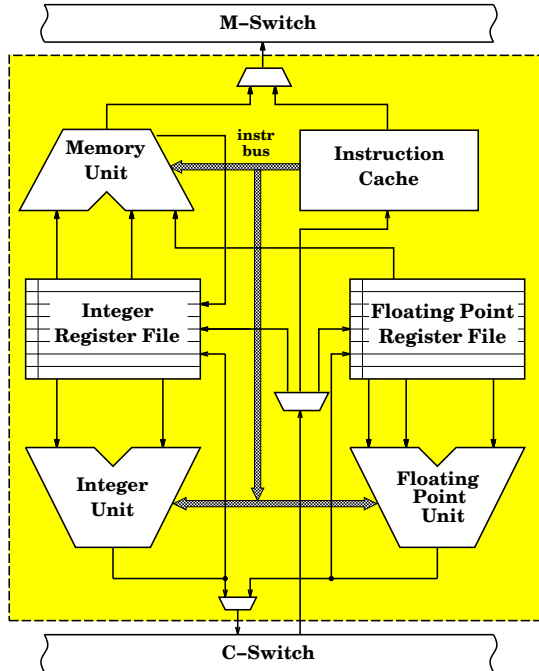 M–Switch
instr
bus
Memory
Unit
Instruction
Cache
Integer
Register File
Floating Point
Register File
Integer
Unit
Floating
Point
Unit
C–Switch